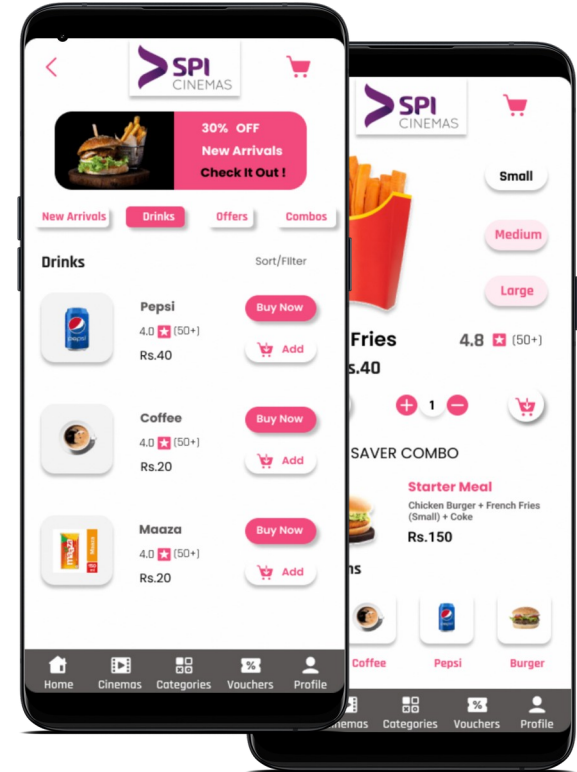 SPI
CINEMAS
30% OFF
New Arrivals
Check It Out !
New Arrivals
Drinks
Offers
Combos
Drinks
Sort/FIlter
Pepsi
4.0 (50+)
Rs.40
Buy Now
Add
pepsi
Coffee
4.0 (50+)
Rs.20
Buy Now
Add
Maaza
4.0 (50+)
Rs.20
Buy Now
Add
maaza
Maaza
Home
Cinemas
Categories
Vouchers
Profile
SPI
CINEMAS
Small
Medium
Large
Fries
4.8 (50+)
s.40
1
SAVER COMBO
Starter Meal
Chicken Burger + French Fries
(Small) + Coke
Rs.150
ns
Coffee
Pepsi
Burger
nemas
Categories
Vouchers
Profile